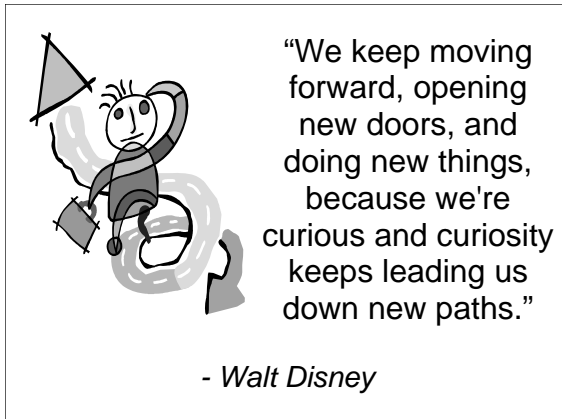 “We keep moving
forward, opening
new doors, and
doing new things,
because we're
curious and curiosity
keeps leading us
down new paths.”
- Walt Disney